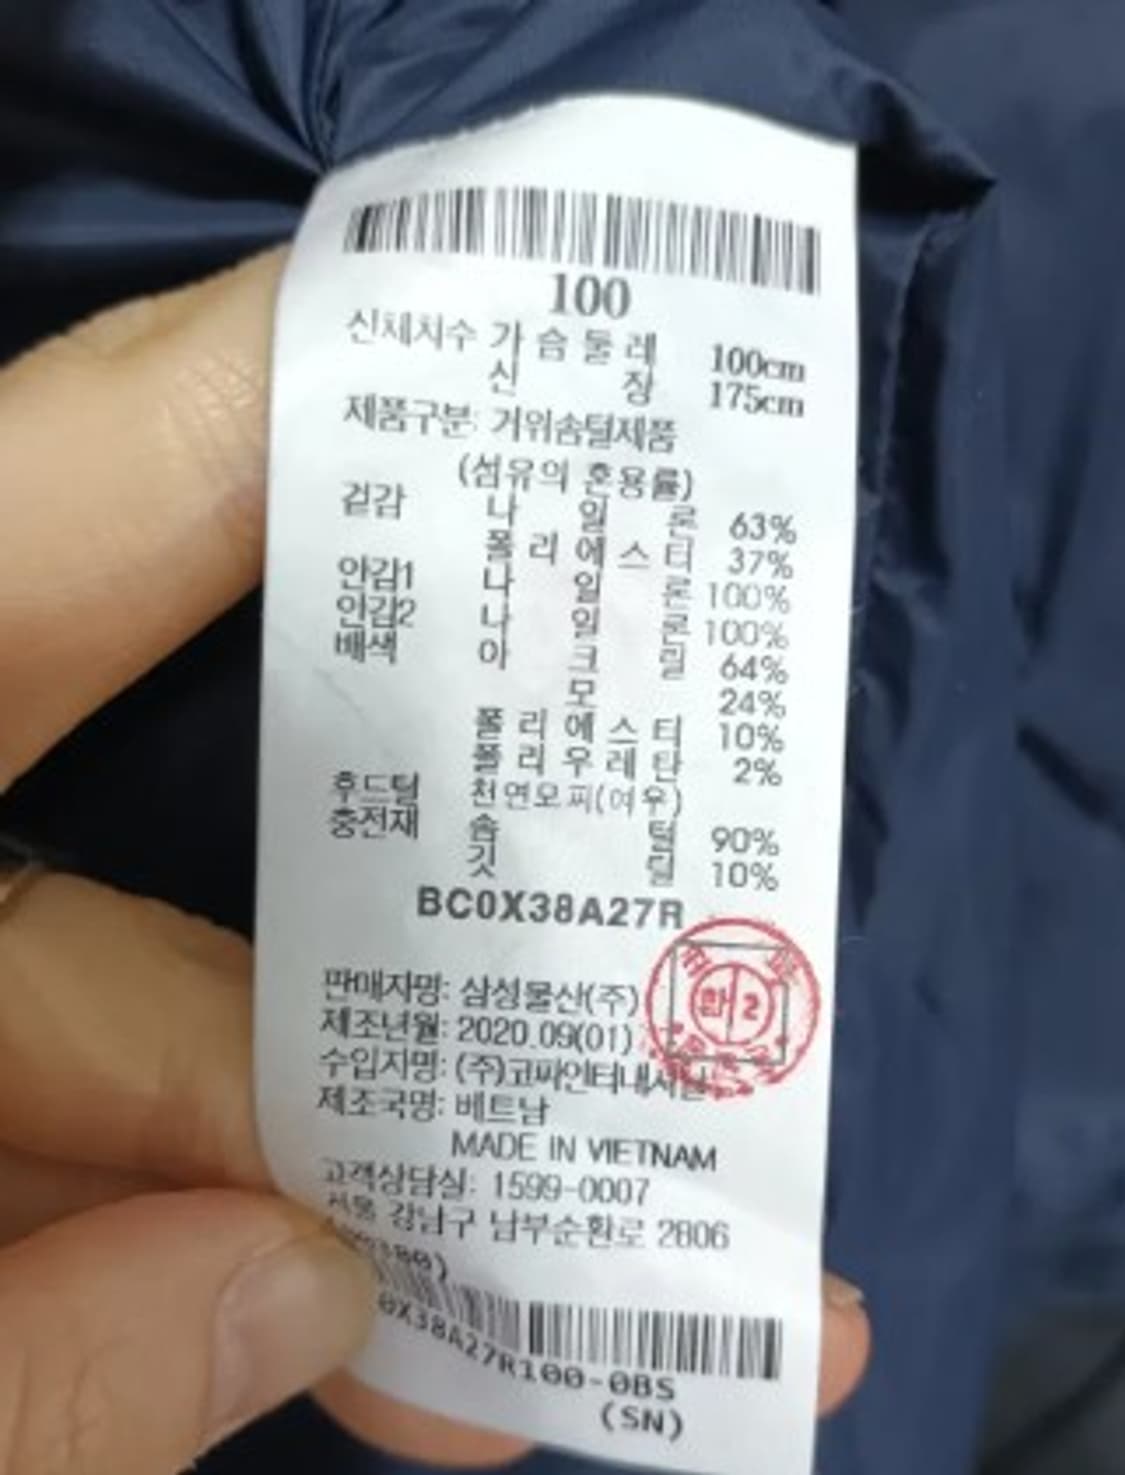 100
신체치수 가슴둘레 100cm
신장 175cm
제품구분: 거위솜털제품
(섬유의 혼용률)
겉감 나일론 63%
폴리에스터 37%
안감1 나일론 100%
안감2 나일론 100%
배색 아크릴 64%
모 24%
폴리에스터 10%
폴리우레탄 2%
후드털 천연모피(여우)
충전재 솜털 90%
깃털 10%
BC0X38A27R
판매자명: 삼성물산(주)
제조년월: 2020.09(01)
수입자명: (주)코파인터내셔날
제조국명: 베트남
MADE IN VIETNAM
고객상담실: 1599-0007
서울 강남구 남부순환로 2806
0X38A27R100-0BS
(SN)